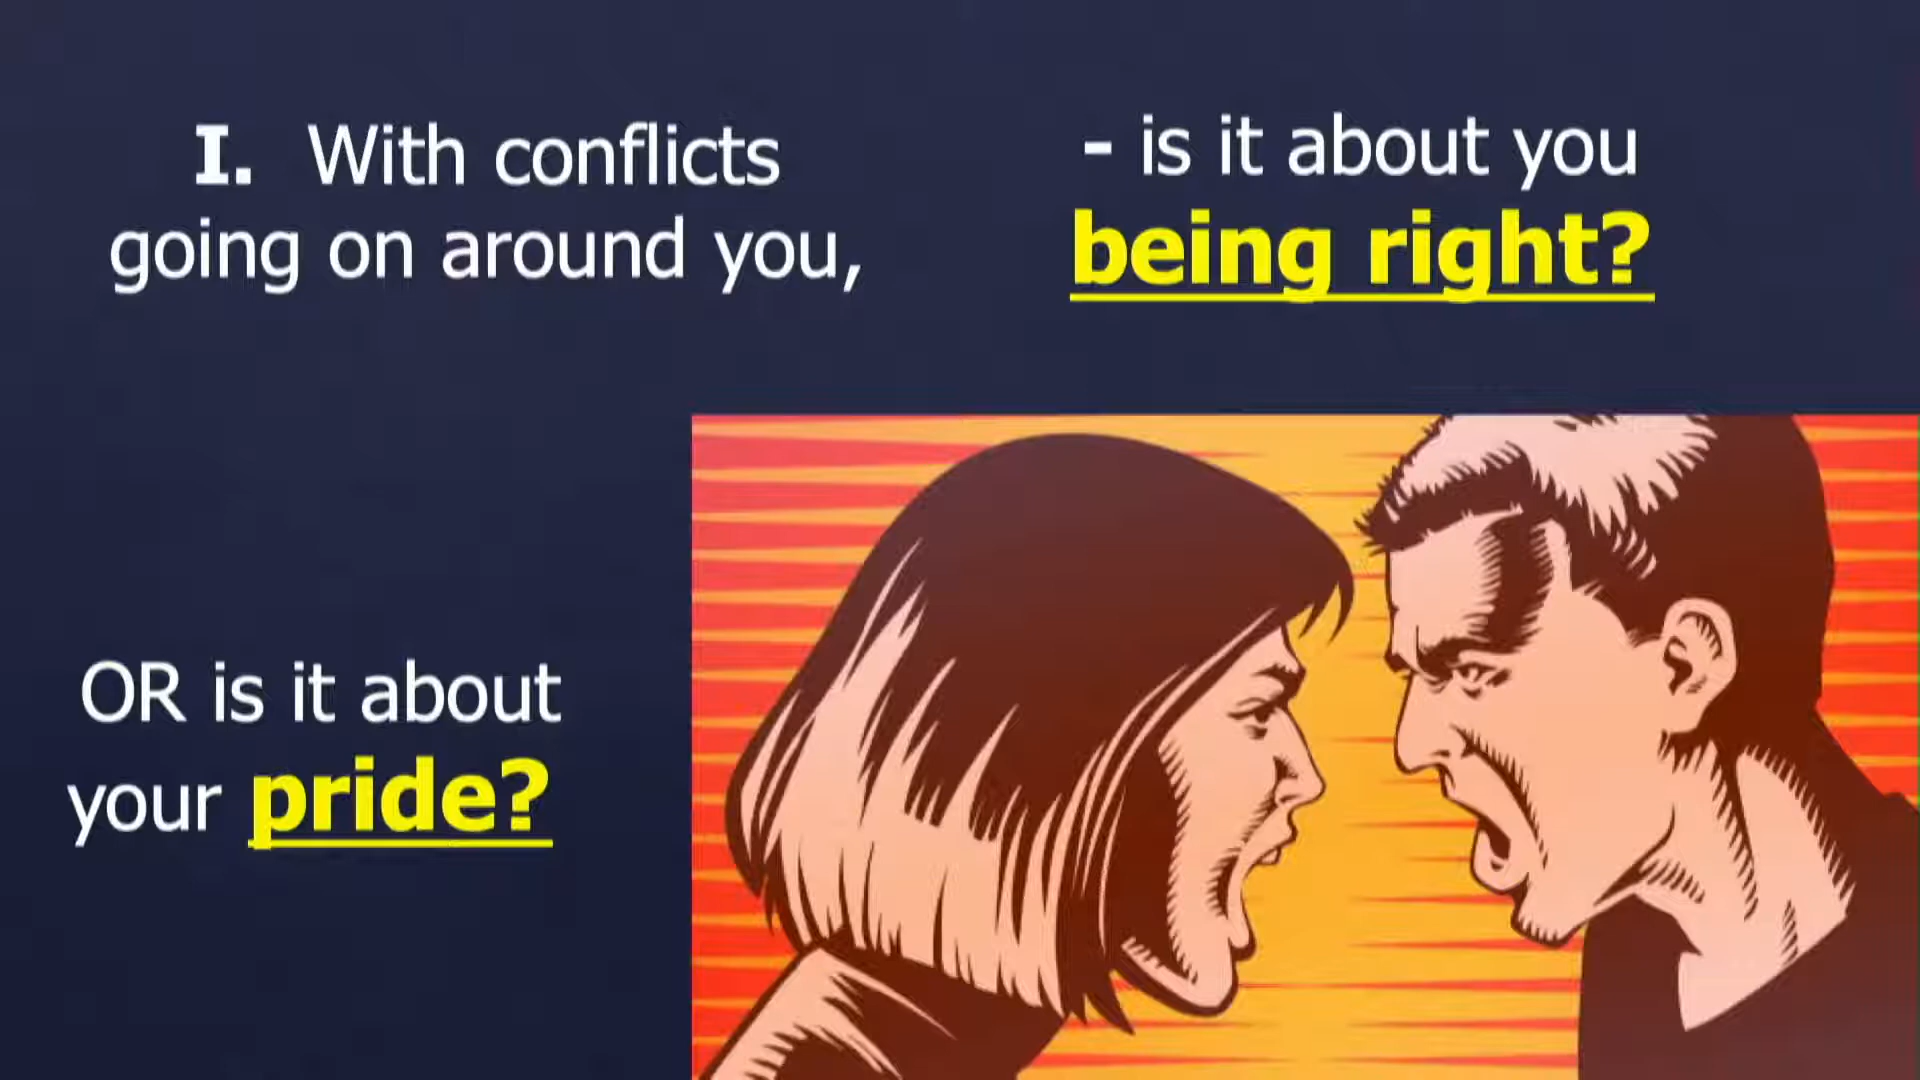 I. With conflicts
going on around you,
- is it about you
being right?
OR is it about
your pride?